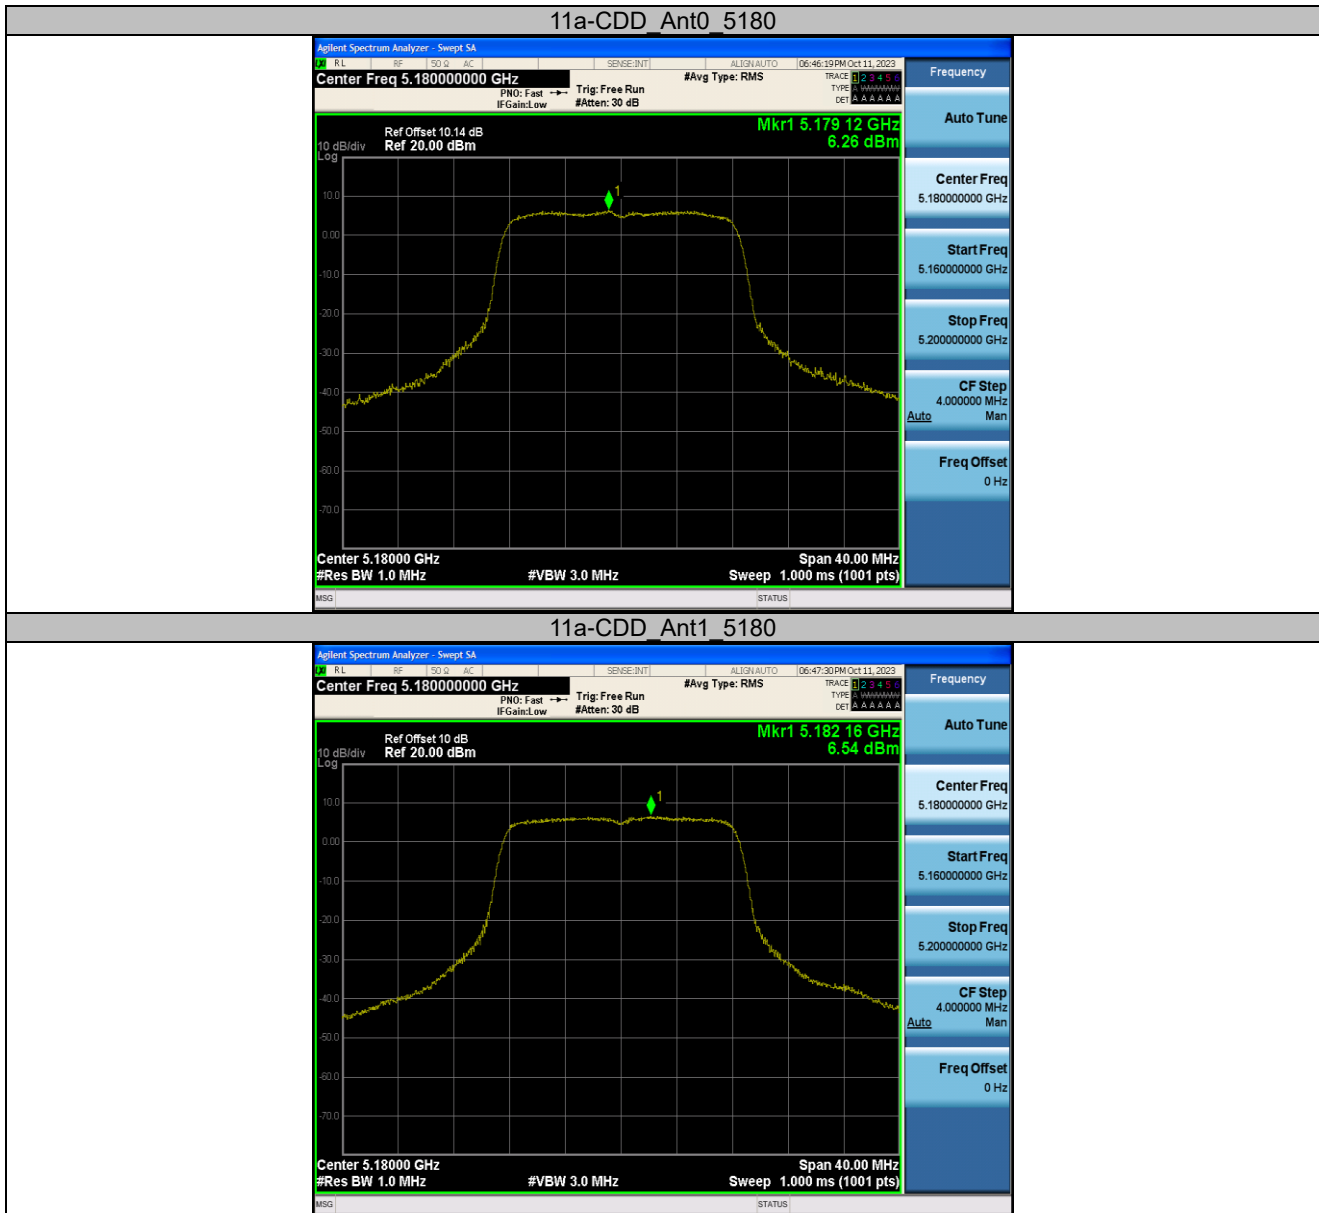 11a-CDD_Ant0_5180
Agilent Spectrum Analyzer - Swept SA
RL RF 50 Ω AC SENSE:INT ALIGNAUTO 06:46:19PM Oct 11, 2023
Center Freq 5.180000000 GHz
#Avg Type: RMS
TRACE 1 2 3 4 5 6
PNO: Fast
IFGain:Low
Trig: Free Run
#Atten: 30 dB
TYPE
DET A A A A A A
Mkr1 5.179 12 GHz
6.26 dBm
Ref Offset 10.14 dB
10 dB/div Ref 20.00 dBm
Log
1
10.0
0.00
-10.0
-20.0
-30.0
-40.0
-50.0
-60.0
-70.0
Center 5.18000 GHz Span 40.00 MHz
#Res BW 1.0 MHz #VBW 3.0 MHz Sweep 1.000 ms (1001 pts)
MSG STATUS
Frequency
Auto Tune
Center Freq
5.180000000 GHz
Start Freq
5.160000000 GHz
Stop Freq
5.200000000 GHz
CF Step
4.000000 MHz
Auto Man
Freq Offset
0 Hz
11a-CDD_Ant1_5180
Agilent Spectrum Analyzer - Swept SA
RL RF 50 Ω AC SENSE:INT ALIGNAUTO 06:47:30PM Oct 11, 2023
Center Freq 5.180000000 GHz
#Avg Type: RMS
TRACE 1 2 3 4 5 6
PNO: Fast
IFGain:Low
Trig: Free Run
#Atten: 30 dB
TYPE
DET A A A A A A
Mkr1 5.182 16 GHz
6.54 dBm
Ref Offset 10 dB
10 dB/div Ref 20.00 dBm
Log
1
10.0
0.00
-10.0
-20.0
-30.0
-40.0
-50.0
-60.0
-70.0
Center 5.18000 GHz Span 40.00 MHz
#Res BW 1.0 MHz #VBW 3.0 MHz Sweep 1.000 ms (1001 pts)
MSG STATUS
Frequency
Auto Tune
Center Freq
5.180000000 GHz
Start Freq
5.160000000 GHz
Stop Freq
5.200000000 GHz
CF Step
4.000000 MHz
Auto Man
Freq Offset
0 Hz